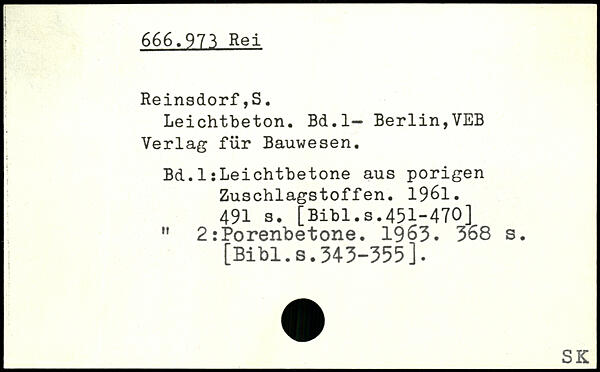 666.973 Rei
Reinsdorf,S.
Leichtbeton. Bd.1- Berlin,VEB
Verlag für Bauwesen.
Bd.1:Leichtbetone aus porigen
Zuschlagstoffen. 1961.
491 s. [Bibl.s.451-470]
" 2:Porenbetone. 1963. 368 s.
[Bibl.s.343-355].
SK